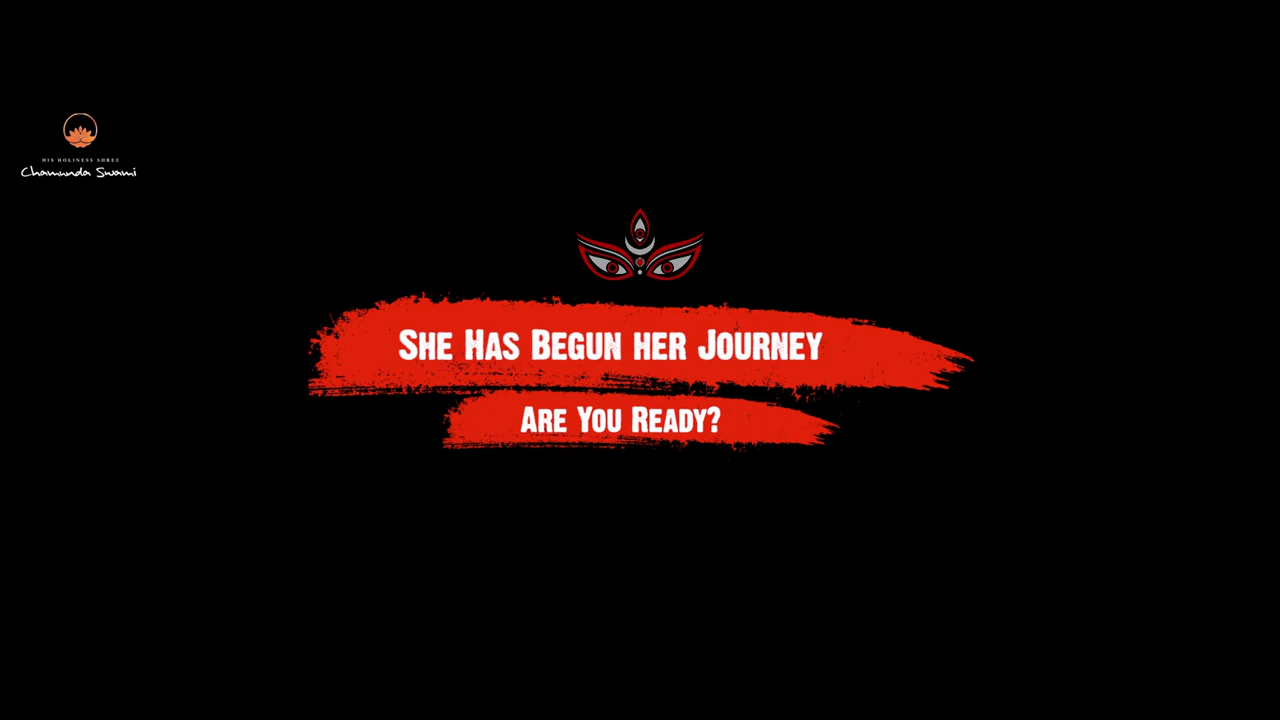 HIS HOLINESS SHREE
Chamunda Swami
She Has Begun her Journey
Are You Ready?